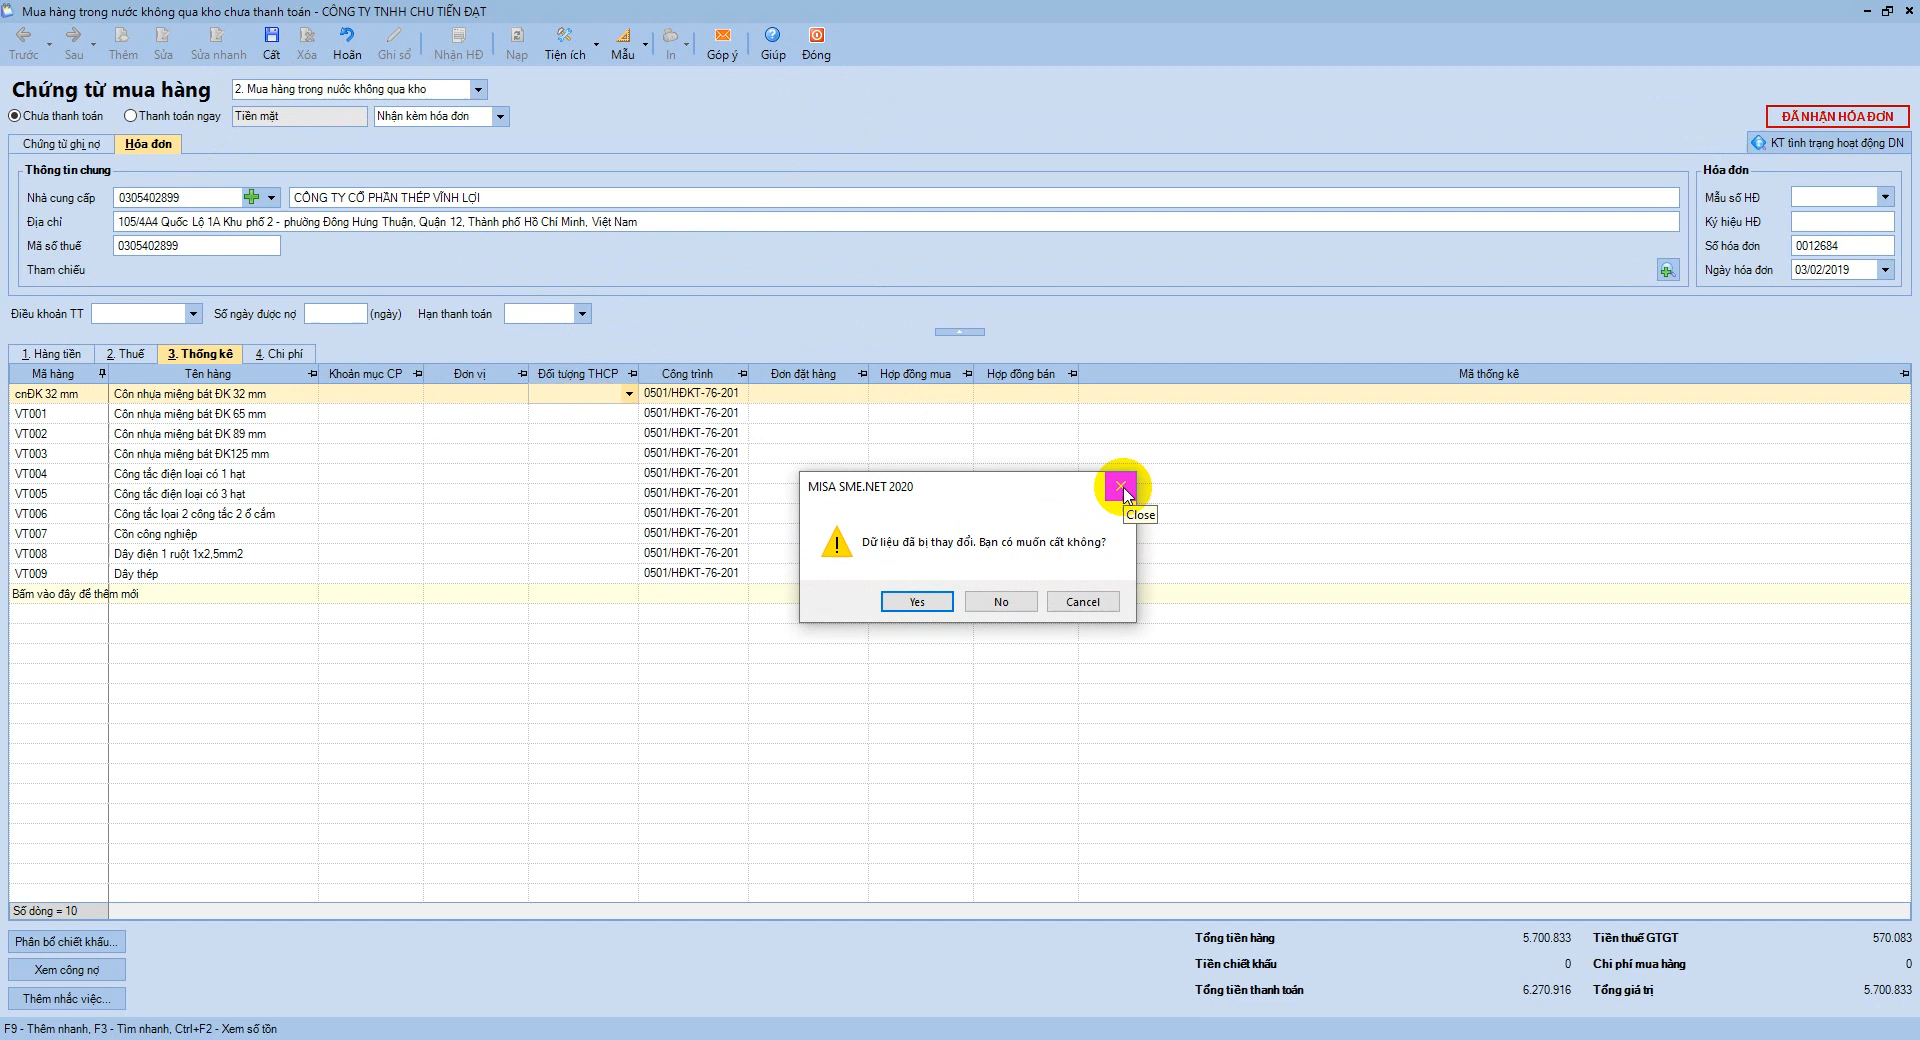 Mua hàng trong nước không qua kho chưa thanh toán - CÔNG TY TNHH CHU TIẾN ĐẠT
Trước Sau Thêm Sửa Sửa nhanh Cất Xóa Hoãn Ghi sổ Nhận HĐ Nạp Tiện ích Mẫu In Góp ý Giúp Đóng
Chứng từ mua hàng 2. Mua hàng trong nước không qua kho
Chưa thanh toán Thanh toán ngay Tiền mặt Nhận kèm hóa đơn ĐÃ NHẬN HÓA ĐƠN
Chứng từ ghi nợ Hóa đơn KT tình trạng hoạt động DN
Thông tin chung Hóa đơn
Nhà cung cấp 0305402899 CÔNG TY CỔ PHẦN THÉP VĨNH LỢI Mẫu số HĐ
Địa chỉ 105/4A4 Quốc Lộ 1A Khu phố 2 - phường Đông Hưng Thuận, Quận 12, Thành phố Hồ Chí Minh, Việt Nam Ký hiệu HĐ
Mã số thuế 0305402899 Số hóa đơn 0012684
Tham chiếu Ngày hóa đơn 03/02/2019
Điều khoản TT Số ngày được nợ (ngày) Hạn thanh toán
1. Hàng tiền 2. Thuế 3. Thống kê 4. Chi phí
Mã hàng Tên hàng Khoản mục CP Đơn vị Đối tượng THCP Công trình Đơn đặt hàng Hợp đồng mua Hợp đồng bán Mã thống kê
cnĐK 32 mm Côn nhựa miệng bát ĐK 32 mm 0501/HĐKT-76-201
VT001 Côn nhựa miệng bát ĐK 65 mm 0501/HĐKT-76-201
VT002 Côn nhựa miệng bát ĐK 89 mm 0501/HĐKT-76-201
VT003 Côn nhựa miệng bát ĐK125 mm 0501/HĐKT-76-201
VT004 Công tắc điện loại có 1 hạt 0501/HĐKT-76-201
VT005 Công tắc điện loại có 3 hạt 0501/HĐKT-76-201
VT006 Công tắc lọai 2 công tắc 2 ổ cắm 0501/HĐKT-76-201
VT007 Cồn công nghiệp 0501/HĐKT-76-201
VT008 Dây điện 1 ruột 1x2,5mm2 0501/HĐKT-76-201
VT009 Dây thép 0501/HĐKT-76-201
Bấm vào đây để thêm mới
MISA SME.NET 2020
Close
Dữ liệu đã bị thay đổi. Bạn có muốn cất không?
Yes No Cancel
Số dòng = 10
Phân bổ chiết khấu... Tổng tiền hàng 5.700.833 Tiền thuế GTGT 570.083
Xem công nợ Tiền chiết khấu 0 Chi phí mua hàng 0
Thêm nhắc việc... Tổng tiền thanh toán 6.270.916 Tổng giá trị 5.700.833
F9 - Thêm nhanh, F3 - Tìm nhanh, Ctrl+F2 - Xem số tồn